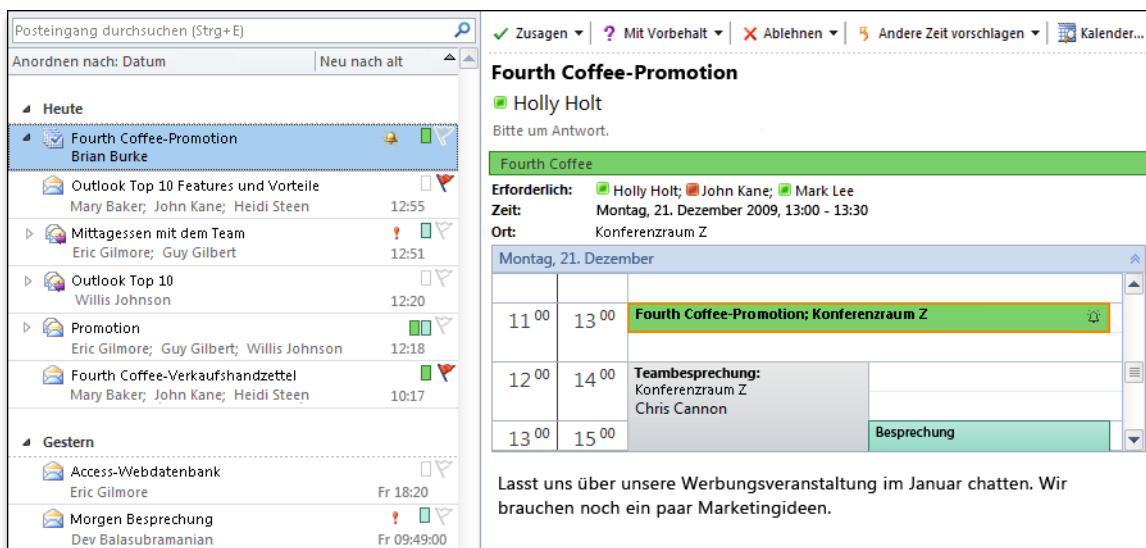 Posteingang durchsuchen (Strg+E)
Anordnen nach: Datum Neu nach alt
Heute
Fourth Coffee-Promotion
Brian Burke
Outlook Top 10 Features und Vorteile
Mary Baker; John Kane; Heidi Steen 12:55
Mittagessen mit dem Team
Eric Gilmore; Guy Gilbert 12:51
Outlook Top 10
Willis Johnson 12:20
Promotion
Eric Gilmore; Guy Gilbert; Willis Johnson 12:18
Fourth Coffee-Verkaufshandzettel
Mary Baker; John Kane; Heidi Steen 10:17
Gestern
Access-Webdatenbank
Eric Gilmore Fr 18:20
Morgen Besprechung
Dev Balasubramanian Fr 09:49:00
Zusagen Mit Vorbehalt Ablehnen Andere Zeit vorschlagen Kalender...
Fourth Coffee-Promotion
Holly Holt
Bitte um Antwort.
Fourth Coffee
Erforderlich: Holly Holt; John Kane; Mark Lee
Zeit: Montag, 21. Dezember 2009, 13:00 - 13:30
Ort: Konferenzraum Z
Montag, 21. Dezember
11 00 13 00 Fourth Coffee-Promotion; Konferenzraum Z
12 00 14 00 Teambesprechung:
Konferenzraum Z
Chris Cannon
13 00 15 00 Besprechung
Lasst uns über unsere Werbungsveranstaltung im Januar chatten. Wir
brauchen noch ein paar Marketingideen.